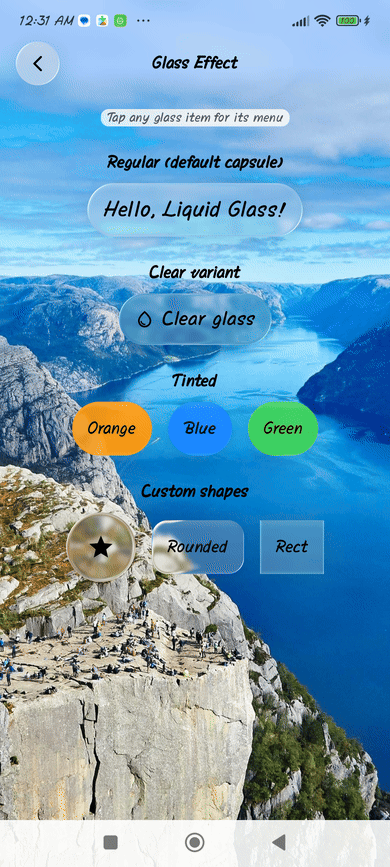 12:31 AM
100
Glass Effect
Tap any glass item for its menu
Regular (default capsule)
Hello, Liquid Glass!
Clear variant
Clear glass
Tinted
Orange Blue Green
Custom shapes
Rounded Rect